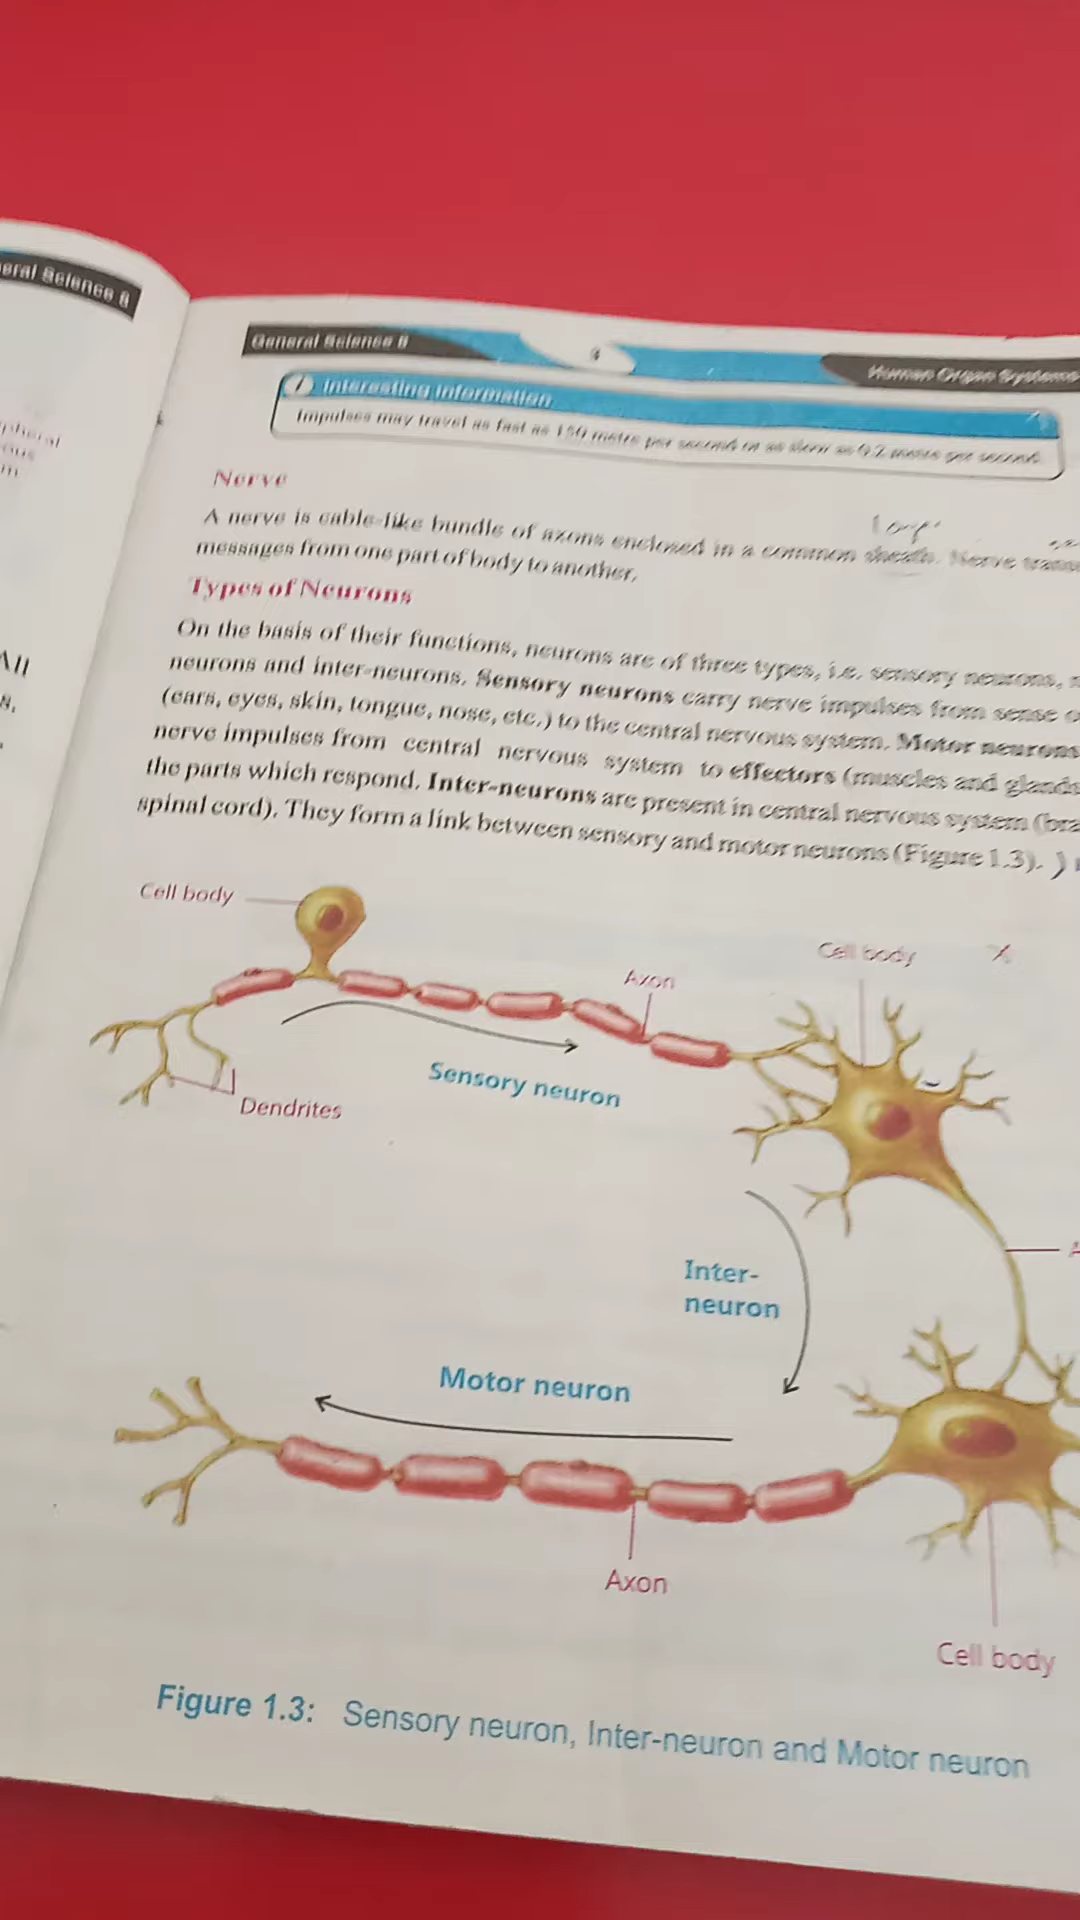 eral Science 8
General Science 8
Human Organ Systems
Interesting Information
Impulses may travel as fast as 150 metre per second or as slow as 0.2 metre per second.
pheral
ous
m
All
s,
Nerve
A nerve is cable-like bundle of axons enclosed in a common sheath. Nerve
messages from one part of body to another.
Types of Neurons
On the basis of their functions, neurons are of three types, i.e. sensory neurons,
neurons and inter-neurons. Sensory neurons carry nerve impulses from sense
(ears, eyes, skin, tongue, nose, etc.) to the central nervous system. Motor neurons
nerve impulses from central nervous system to effectors (muscles and glands
the parts which respond. Inter-neurons are present in central nervous system (bra
spinal cord). They form a link between sensory and motor neurons (Figure 1.3).
Cell body
Axon
Cell body
Sensory neuron
Dendrites
Inter-
neuron
A
Motor neuron
Axon
Cell body
Figure 1.3: Sensory neuron, Inter-neuron and Motor neuron